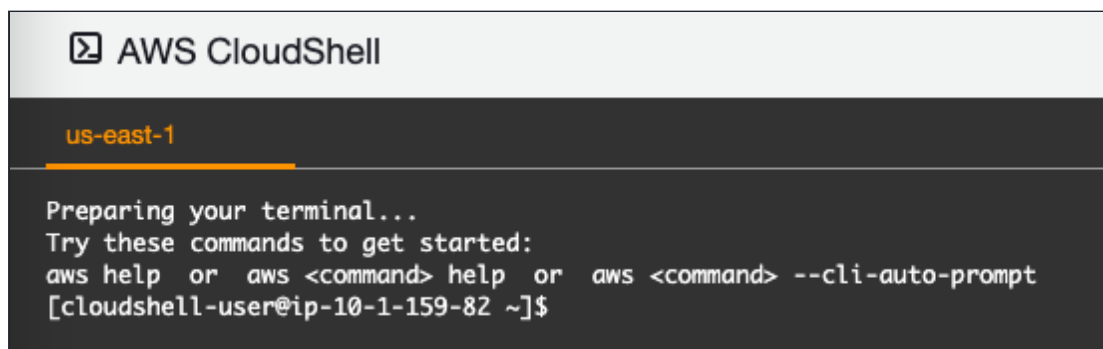 AWS CloudShell
us-east-1
Preparing your terminal...
Try these commands to get started:
aws help  or  aws <command> help  or  aws <command> --cli-auto-prompt
[cloudshell-user@ip-10-1-159-82 ~]$